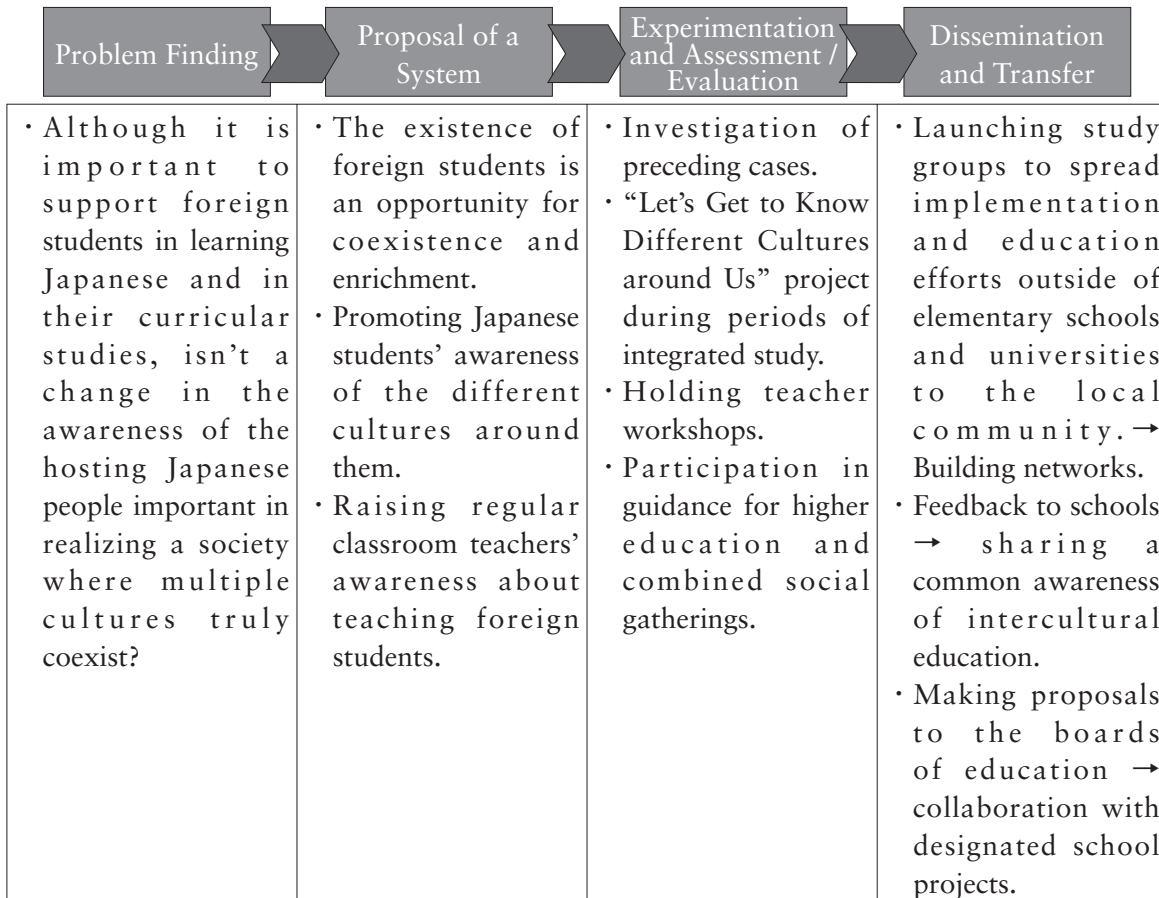 Problem Finding
Proposal of a
System
Experimentation
and Assessment /
Evaluation
Dissemination
and Transfer
・Although it is
important to
support foreign
students in learning
Japanese and in
their curricular
studies, isn't a
change in the
awareness of the
hosting Japanese
people important in
realizing a society
where multiple
cultures truly
coexist?
・The existence of
foreign students is
an opportunity for
coexistence and
enrichment.
・Promoting Japanese
students' awareness
of the different
cultures around
them.
・Raising regular
classroom teachers'
awareness about
teaching foreign
students.
・Investigation of
preceding cases.
・“Let's Get to Know
Different Cultures
around Us” project
during periods of
integrated study.
・Holding teacher
workshops.
・Participation in
guidance for higher
education and
combined social
gatherings.
・Launching study
groups to spread
implementation
and education
efforts outside of
elementary schools
and universities
to the local
community. →
Building networks.
・Feedback to schools
→ sharing a
common awareness
of intercultural
education.
・Making proposals
to the boards
of education →
collaboration with
designated school
projects.